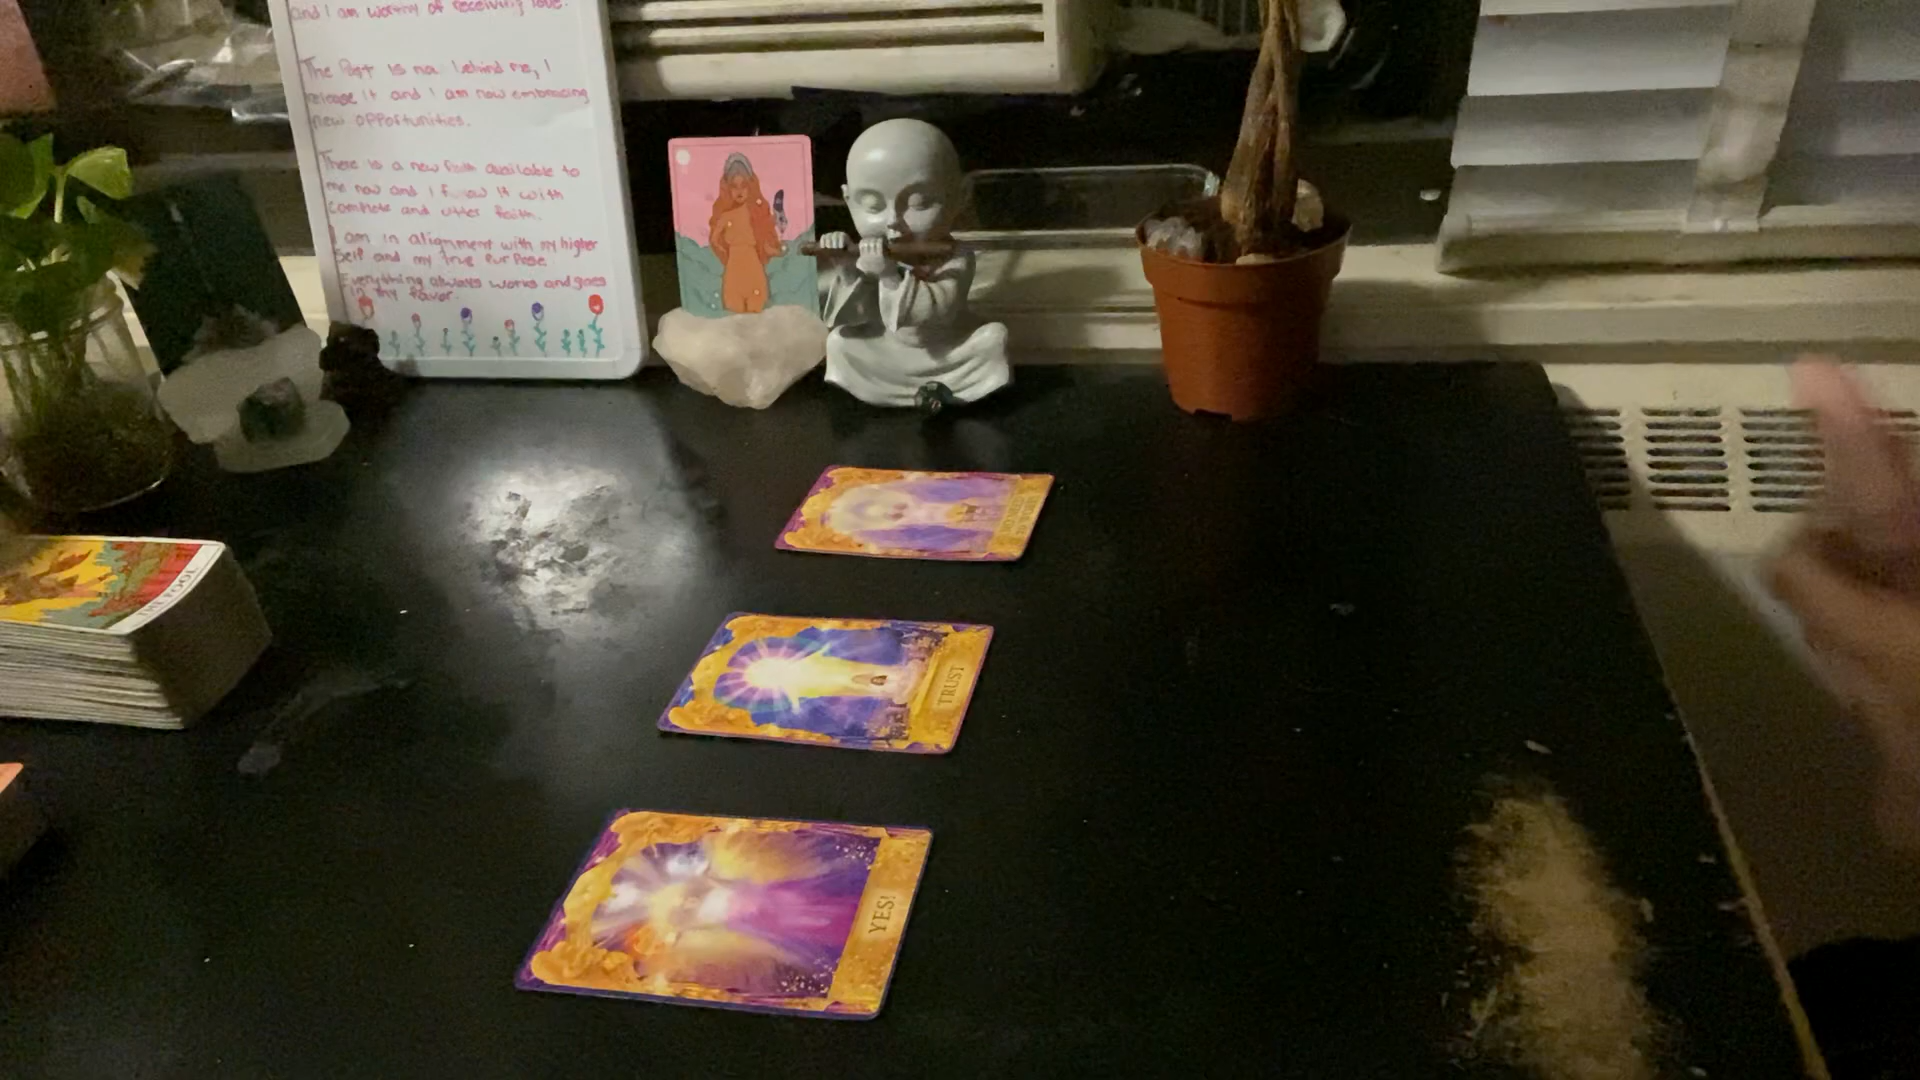 and I am worthy of receiving love.
The Past is now behind me, I
release it and I am now embracing
new opportunities.
There is a new Path available to
me now and I follow it with
complete and utter faith.
I am in alignment with my higher
self and my true Purpose
Everything always works and goes
in my favor.
THE FOOL
TRUST
YES!